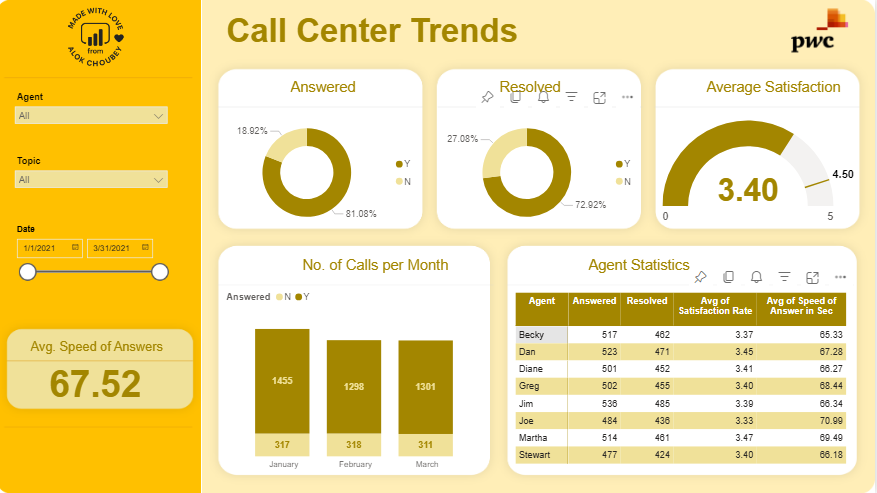 MADE WITH LOVE
from
ALOK CHOUBEY
Call Center Trends
pwc
Agent
All
Topic
All
Date
1/1/2021
3/31/2021
Avg. Speed of Answers
67.52
Answered
18.92%
81.08%
Y
N
Resolved
27.08%
72.92%
Y
N
Average Satisfaction
3.40
4.50
0
5
No. of Calls per Month
Answered N Y
1455
1298
1301
317
318
311
January
February
March
Agent Statistics
Agent Answered Resolved Avg of Satisfaction Rate Avg of Speed of Answer in Sec
Becky 517 462 3.37 65.33
Dan 523 471 3.45 67.28
Diane 501 452 3.41 66.27
Greg 502 455 3.40 68.44
Jim 536 485 3.39 66.34
Joe 484 436 3.33 70.99
Martha 514 461 3.47 69.49
Stewart 477 424 3.40 66.18